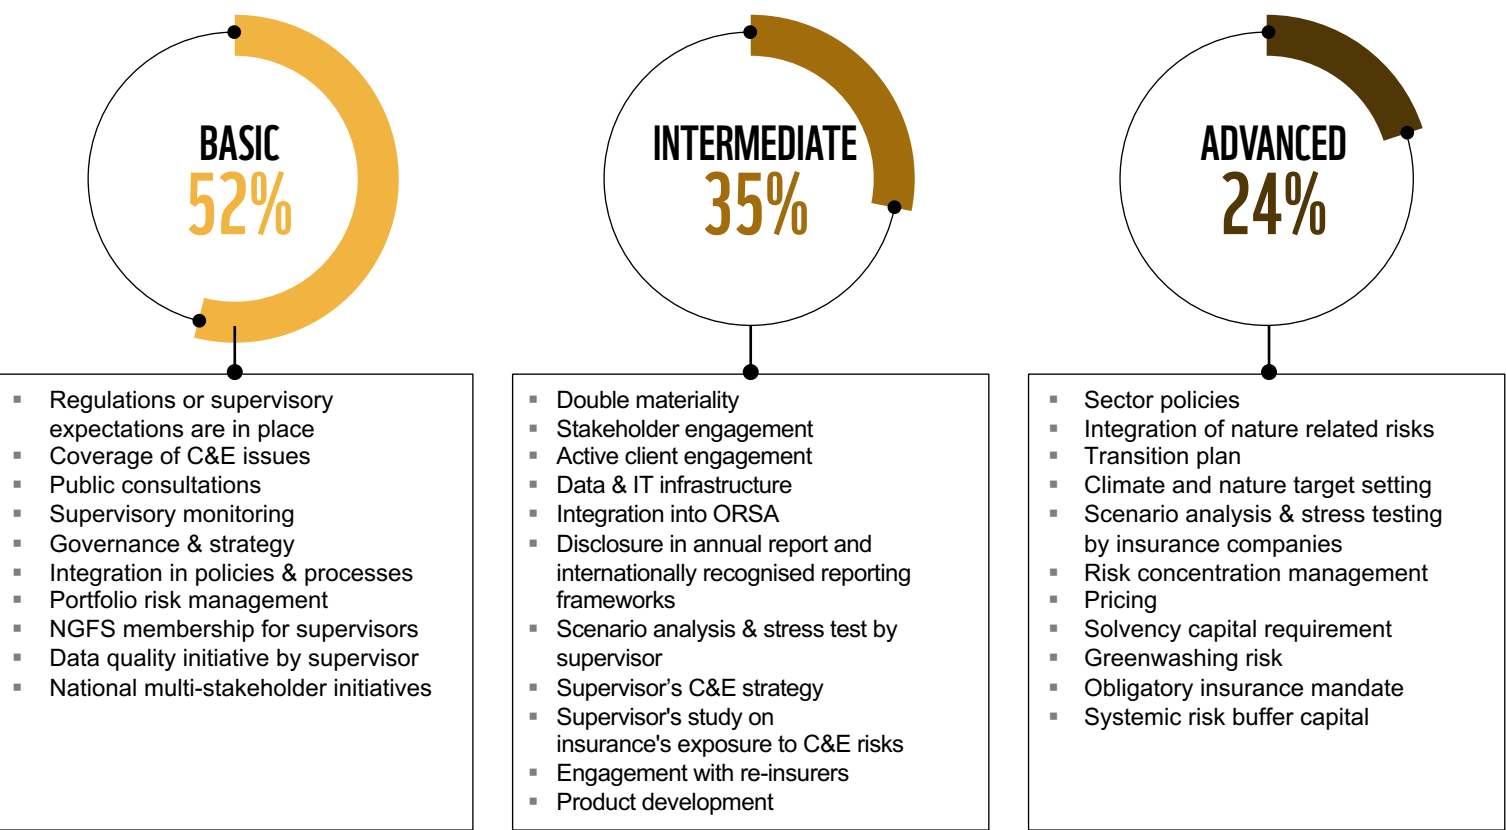 BASIC
52%
INTERMEDIATE
35%
ADVANCED
24%
▪ Regulations or supervisory
expectations are in place
▪ Coverage of C&E issues
▪ Public consultations
▪ Supervisory monitoring
▪ Governance & strategy
▪ Integration in policies & processes
▪ Portfolio risk management
▪ NGFS membership for supervisors
▪ Data quality initiative by supervisor
▪ National multi-stakeholder initiatives
▪ Double materiality
▪ Stakeholder engagement
▪ Active client engagement
▪ Data & IT infrastructure
▪ Integration into ORSA
▪ Disclosure in annual report and
internationally recognised reporting
frameworks
▪ Scenario analysis & stress test by
supervisor
▪ Supervisor’s C&E strategy
▪ Supervisor's study on
insurance's exposure to C&E risks
▪ Engagement with re-insurers
▪ Product development
▪ Sector policies
▪ Integration of nature related risks
▪ Transition plan
▪ Climate and nature target setting
▪ Scenario analysis & stress testing
by insurance companies
▪ Risk concentration management
▪ Pricing
▪ Solvency capital requirement
▪ Greenwashing risk
▪ Obligatory insurance mandate
▪ Systemic risk buffer capital